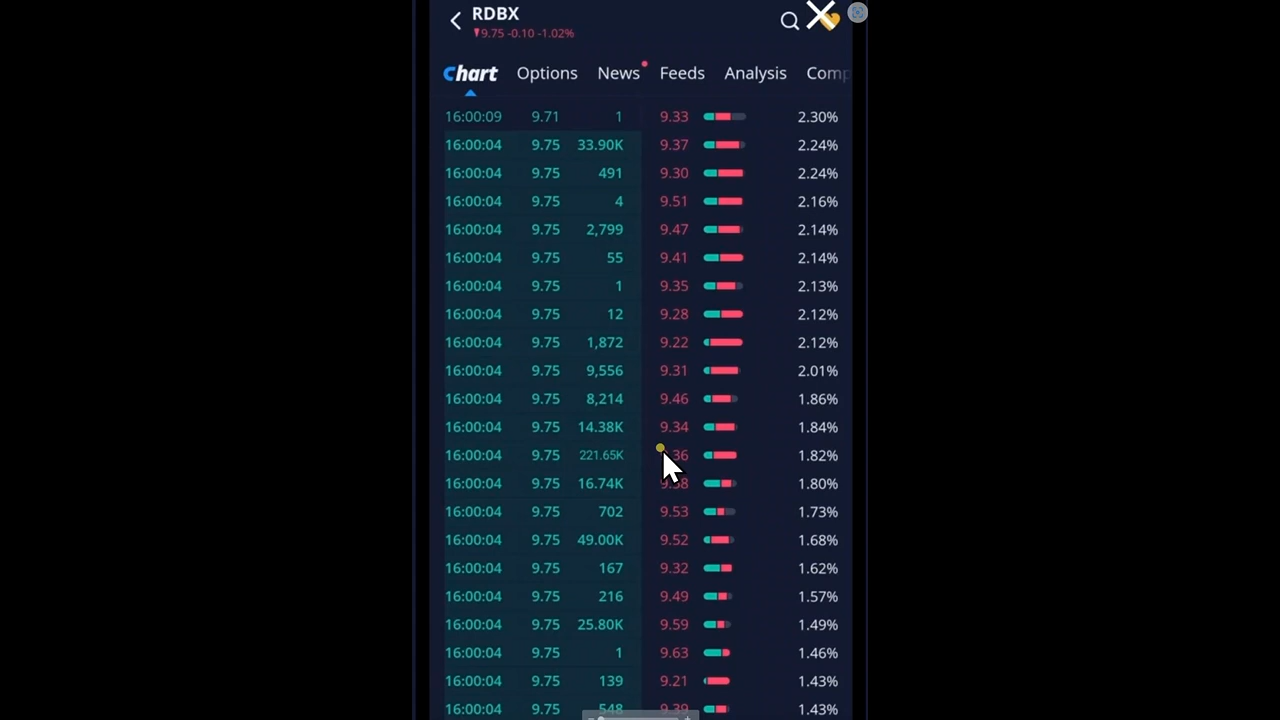 RDBX
9.75 -0.10 -1.02%
Chart Options News Feeds Analysis
16:00:09 9.71 1 9.33 2.30%
16:00:04 9.75 33.90K 9.37 2.24%
16:00:04 9.75 491 9.30 2.24%
16:00:04 9.75 4 9.51 2.16%
16:00:04 9.75 2,799 9.47 2.14%
16:00:04 9.75 55 9.41 2.14%
16:00:04 9.75 1 9.35 2.13%
16:00:04 9.75 12 9.28 2.12%
16:00:04 9.75 1,872 9.22 2.12%
16:00:04 9.75 9,556 9.31 2.01%
16:00:04 9.75 8,214 9.46 1.86%
16:00:04 9.75 14.38K 9.34 1.84%
16:00:04 9.75 221.65K 1.82%
16:00:04 9.75 16.74K 1.80%
16:00:04 9.75 702 9.53 1.73%
16:00:04 9.75 49.00K 9.52 1.68%
16:00:04 9.75 167 9.32 1.62%
16:00:04 9.75 216 9.49 1.57%
16:00:04 9.75 25.80K 9.59 1.49%
16:00:04 9.75 1 9.63 1.46%
16:00:04 9.75 139 9.21 1.43%
16:00:04 9.75 548 9.39 1.43%